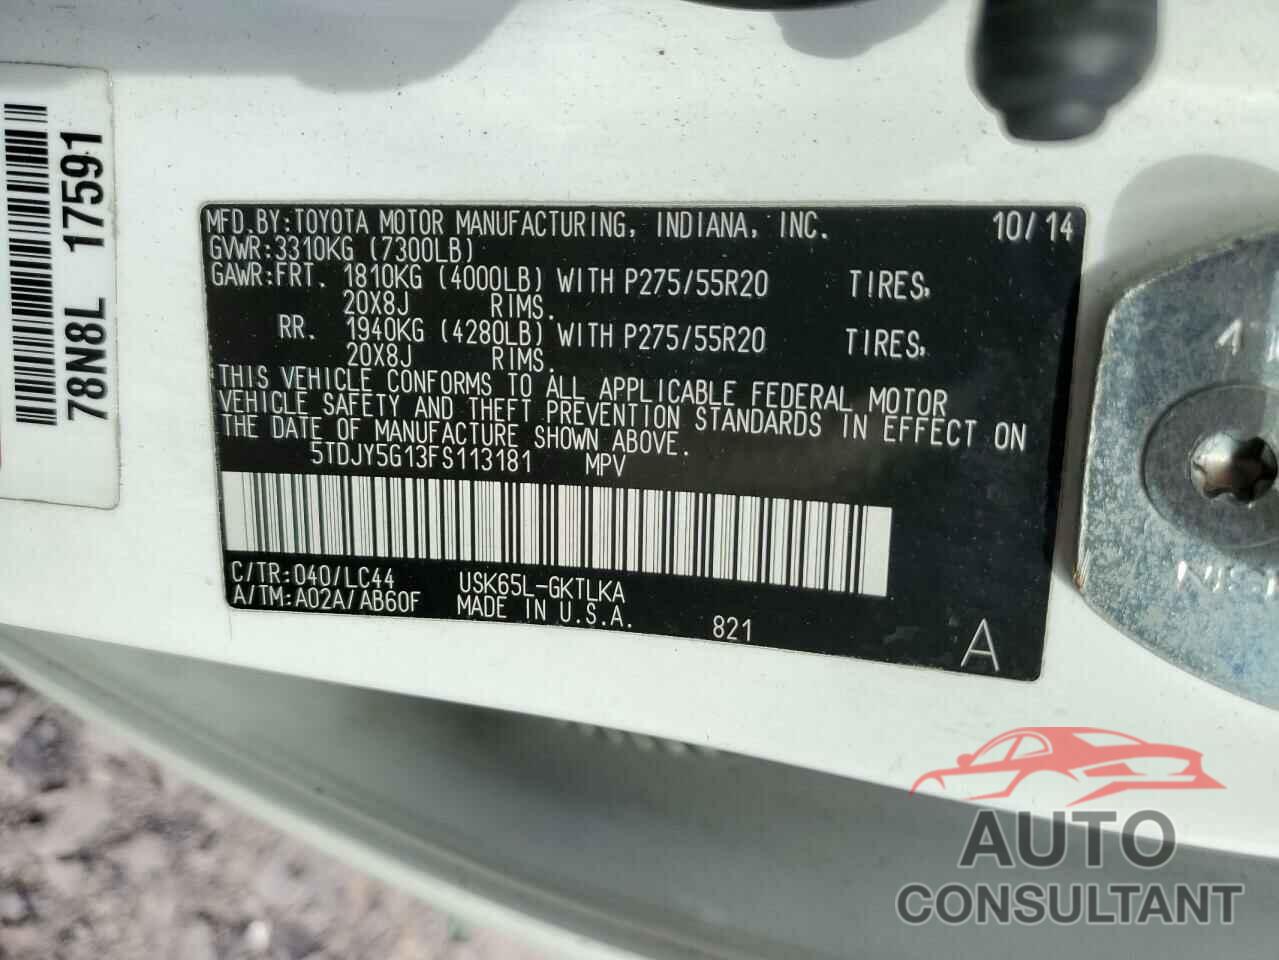 78N8L 17591
MFD.BY:TOYOTA MOTOR MANUFACTURING, INDIANA, INC. 10/14
GVWR:3310KG (7300LB)
GAWR:FRT. 1810KG (4000LB) WITH P275/55R20 TIRES,
20X8J RIMS.
RR. 1940KG (4280LB) WITH P275/55R20 TIRES,
20X8J RIMS.
THIS VEHICLE CONFORMS TO ALL APPLICABLE FEDERAL MOTOR
VEHICLE SAFETY AND THEFT PREVENTION STANDARDS IN EFFECT ON
THE DATE OF MANUFACTURE SHOWN ABOVE.
5TDJY5G13FS113181 MPV
C/TR:040/LC44 USK65L-GKTLKA
A/TM:A02A/AB60F MADE IN U.S.A. 821
A
AUTO
CONSULTANT